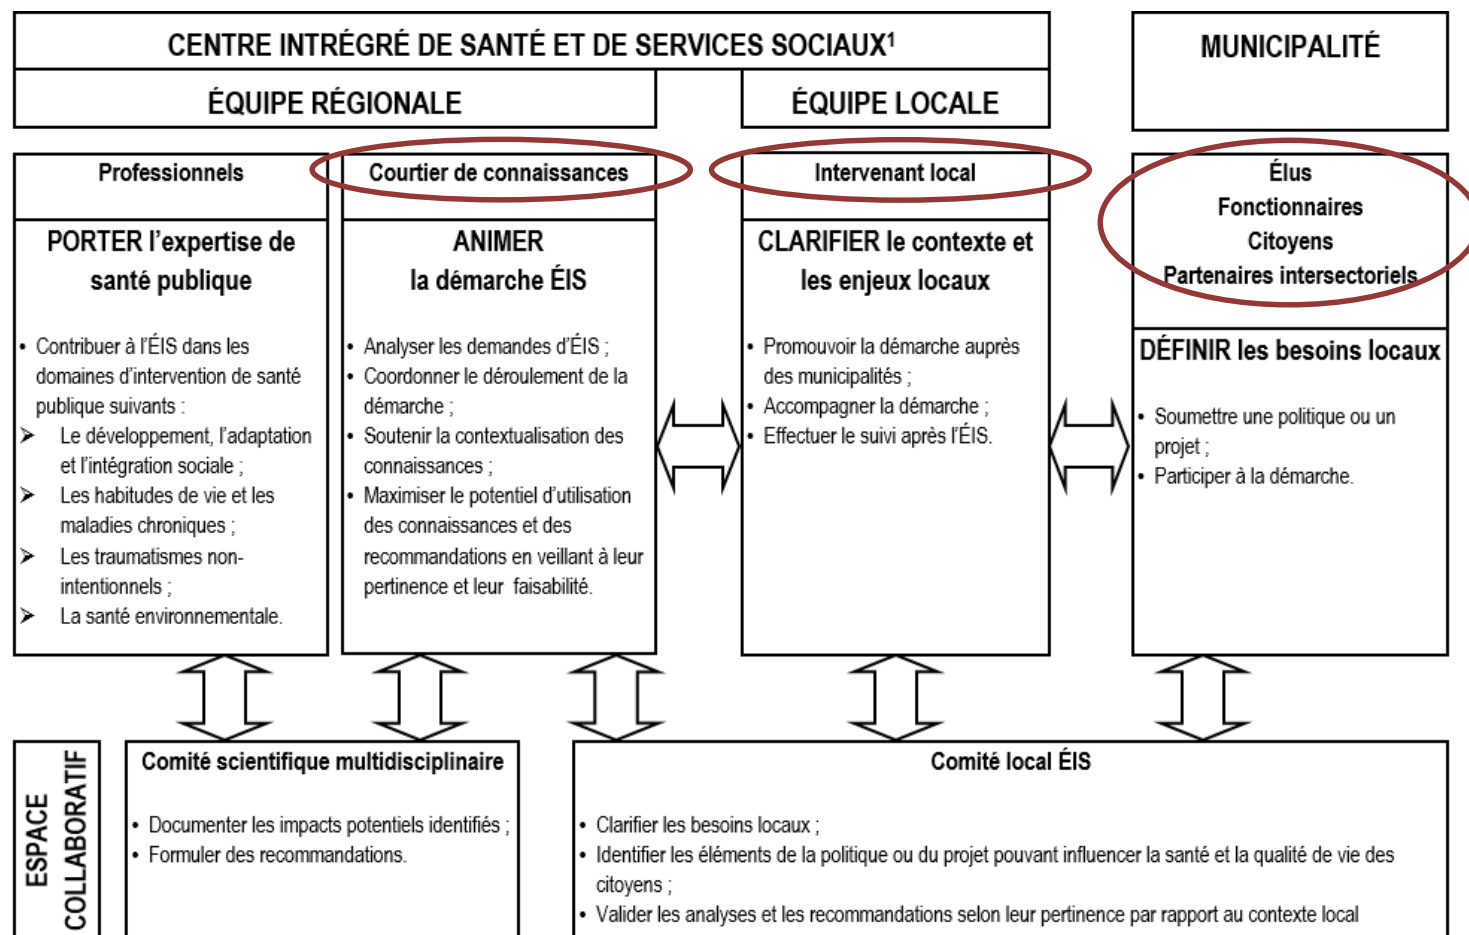 CENTRE INTRÉGRÉ DE SANTÉ ET DE SERVICES SOCIAUX¹
MUNICIPALITÉ
ÉQUIPE RÉGIONALE
ÉQUIPE LOCALE
Professionnels
PORTER l'expertise de
santé publique
• Contribuer à l'ÉIS dans les
domaines d'intervention de santé
publique suivants :
➢ Le développement, l'adaptation
et l'intégration sociale ;
➢ Les habitudes de vie et les
maladies chroniques ;
➢ Les traumatismes non-
intentionnels ;
➢ La santé environnementale.
Courtier de connaissances
ANIMER
la démarche ÉIS
• Analyser les demandes d'ÉIS ;
• Coordonner le déroulement de la
démarche ;
• Soutenir la contextualisation des
connaissances ;
• Maximiser le potentiel d'utilisation
des connaissances et des
recommandations en veillant à leur
pertinence et leur faisabilité.
Intervenant local
CLARIFIER le contexte et
les enjeux locaux
• Promouvoir la démarche auprès
des municipalités ;
• Accompagner la démarche ;
• Effectuer le suivi après l'ÉIS.
Élus
Fonctionnaires
Citoyens
Partenaires intersectoriels
DÉFINIR les besoins locaux
• Soumettre une politique ou un
projet ;
• Participer à la démarche.
ESPACE
COLLABORATIF
Comité scientifique multidisciplinaire
• Documenter les impacts potentiels identifiés ;
• Formuler des recommandations.
Comité local ÉIS
• Clarifier les besoins locaux ;
• Identifier les éléments de la politique ou du projet pouvant influencer la santé et la qualité de vie des
citoyens ;
• Valider les analyses et les recommandations selon leur pertinence par rapport au contexte local